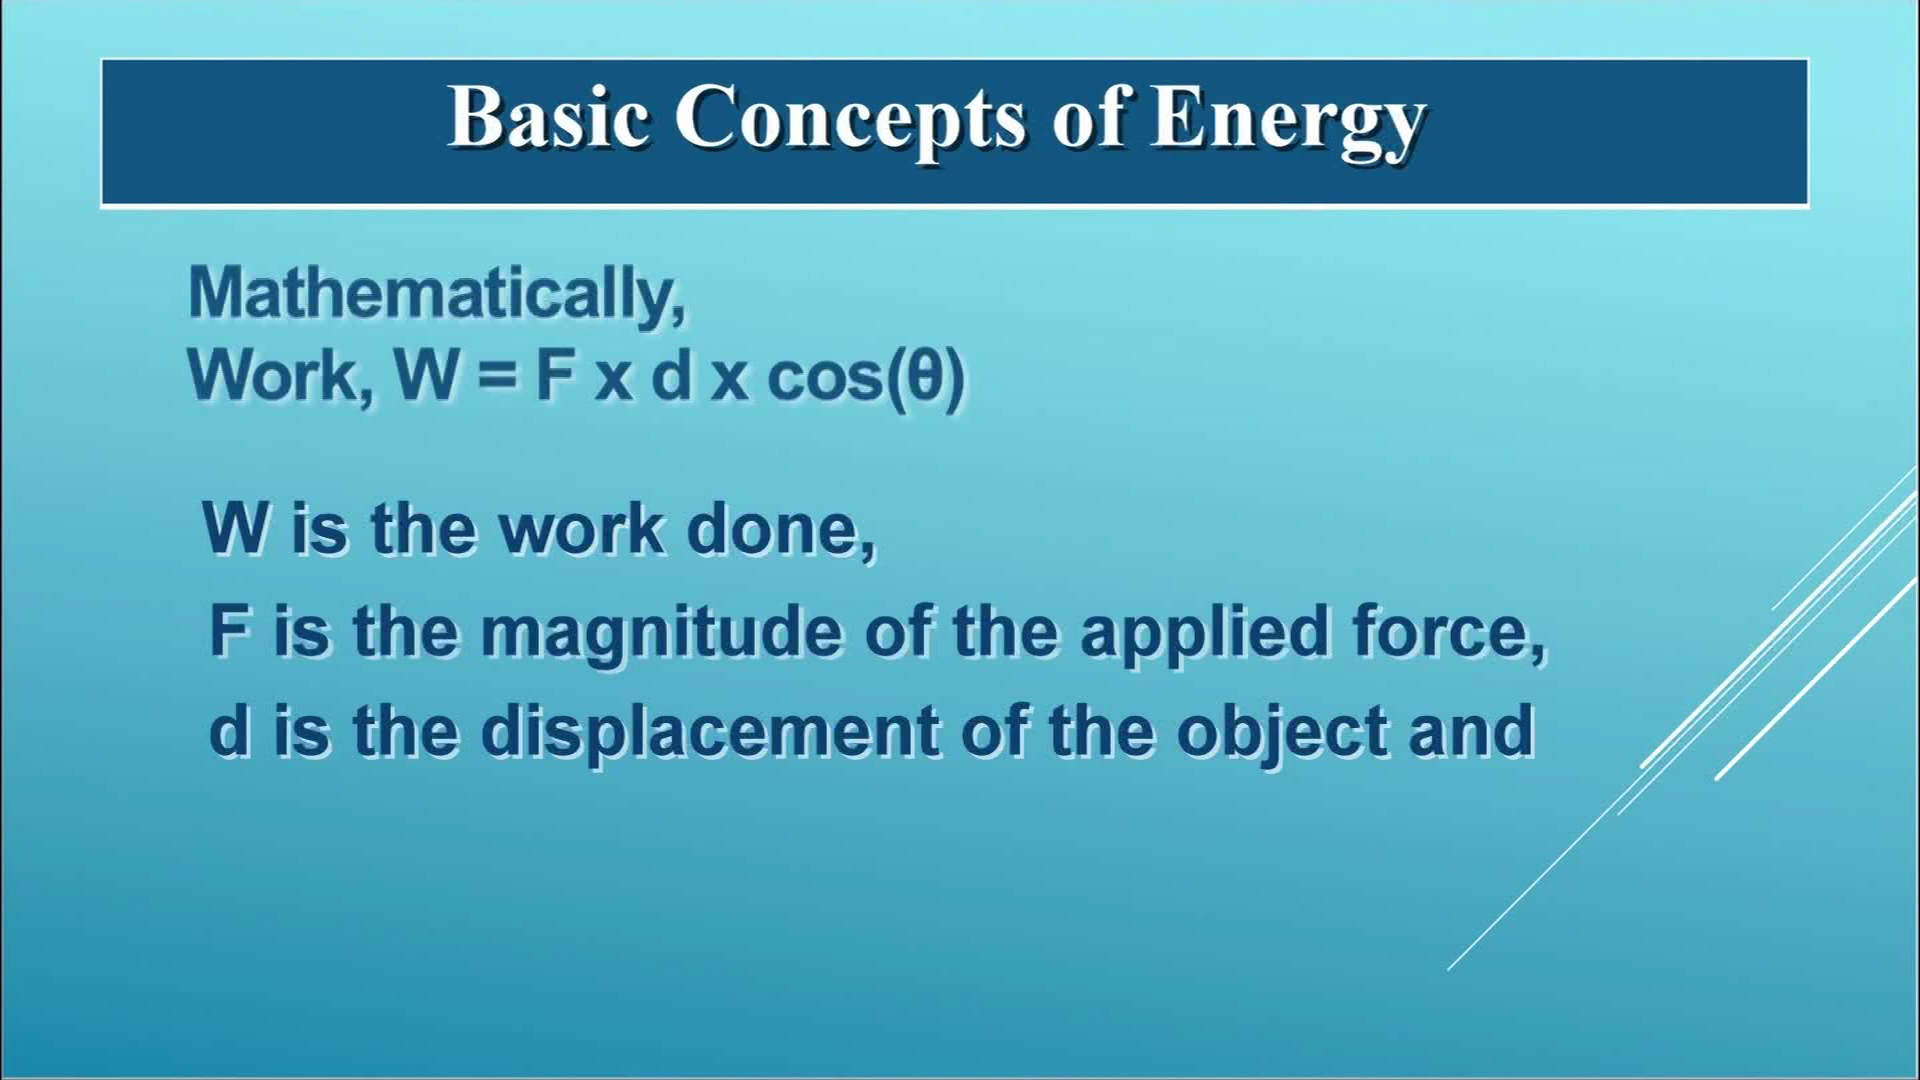 Basic Concepts of Energy
Mathematically,
Work, W = F x d x cos(θ)
W is the work done,
F is the magnitude of the applied force,
d is the displacement of the object and